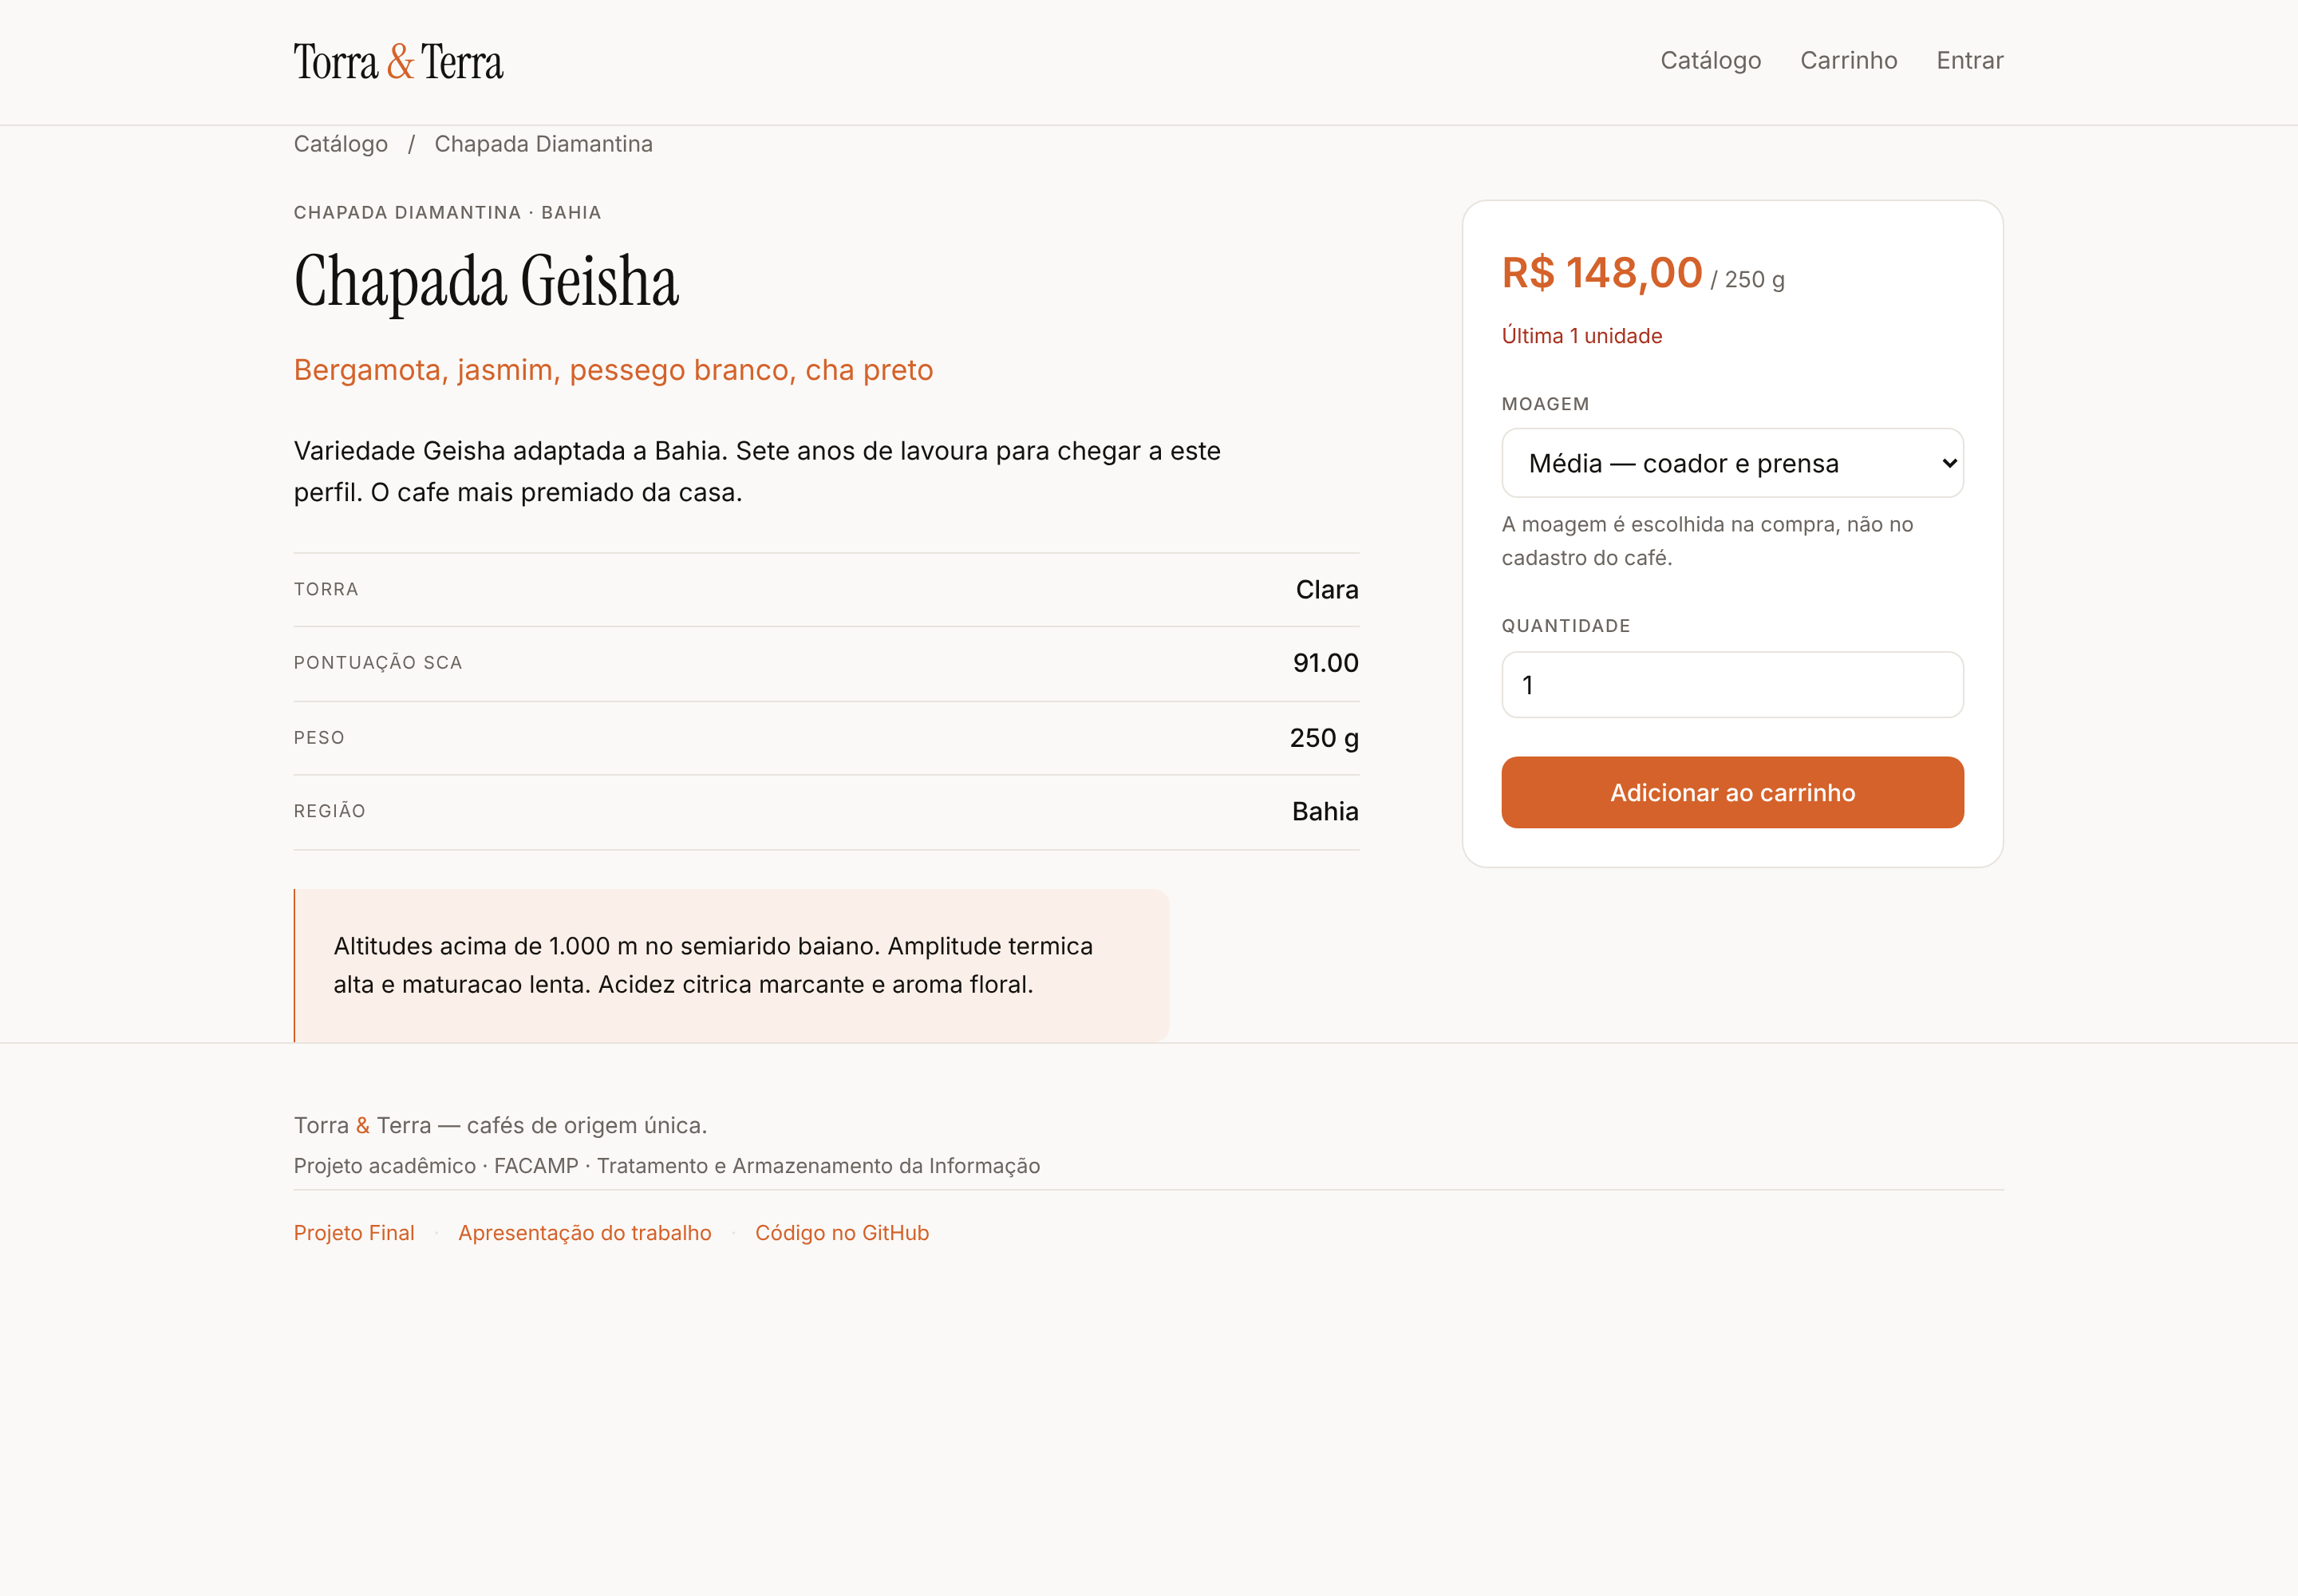 Torra & Terra
Catálogo Carrinho Entrar
Catálogo / Chapada Diamantina
CHAPADA DIAMANTINA · BAHIA
Chapada Geisha
Bergamota, jasmim, pessego branco, cha preto
Variedade Geisha adaptada a Bahia. Sete anos de lavoura para chegar a este
perfil. O cafe mais premiado da casa.
TORRA Clara
PONTUAÇÃO SCA 91.00
PESO 250 g
REGIÃO Bahia
Altitudes acima de 1.000 m no semiarido baiano. Amplitude termica
alta e maturacao lenta. Acidez citrica marcante e aroma floral.
R$ 148,00 / 250 g
Última 1 unidade
MOAGEM
Média — coador e prensa
A moagem é escolhida na compra, não no
cadastro do café.
QUANTIDADE
1
Adicionar ao carrinho
Torra & Terra — cafés de origem única.
Projeto acadêmico · FACAMP · Tratamento e Armazenamento da Informação
Projeto Final · Apresentação do trabalho · Código no GitHub